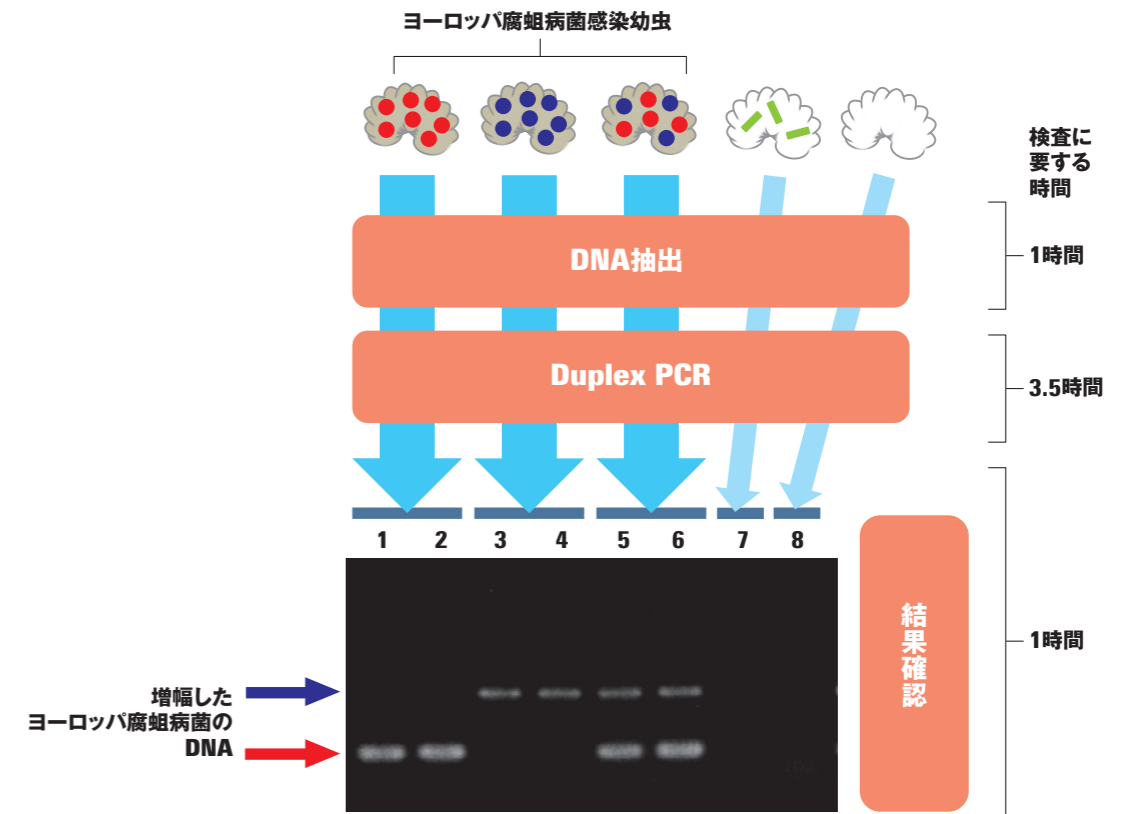 ヨーロッパ腐蛆病菌感染幼虫
検査に
要する
時間
DNA抽出
1時間
Duplex PCR
3.5時間
1 2 3 4 5 6 7 8
結果確認
1時間
増幅した
ヨーロッパ腐蛆病菌の
DNA